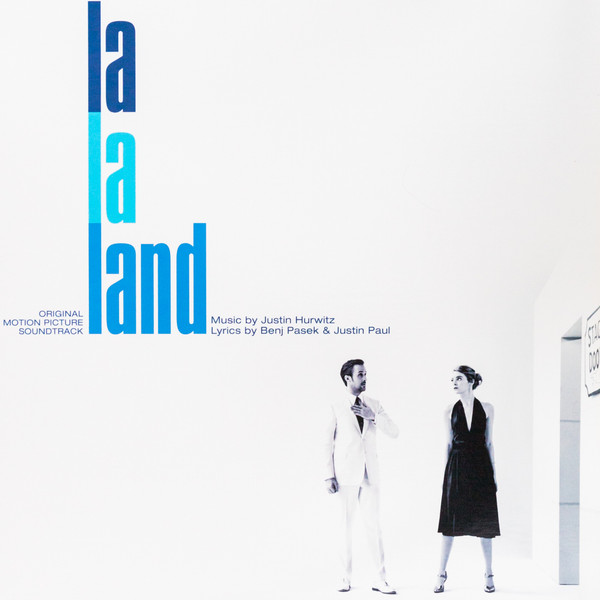 la
la
land
ORIGINAL
MOTION PICTURE
SOUNDTRACK
Music by Justin Hurwitz
Lyrics by Benj Pasek & Justin Paul